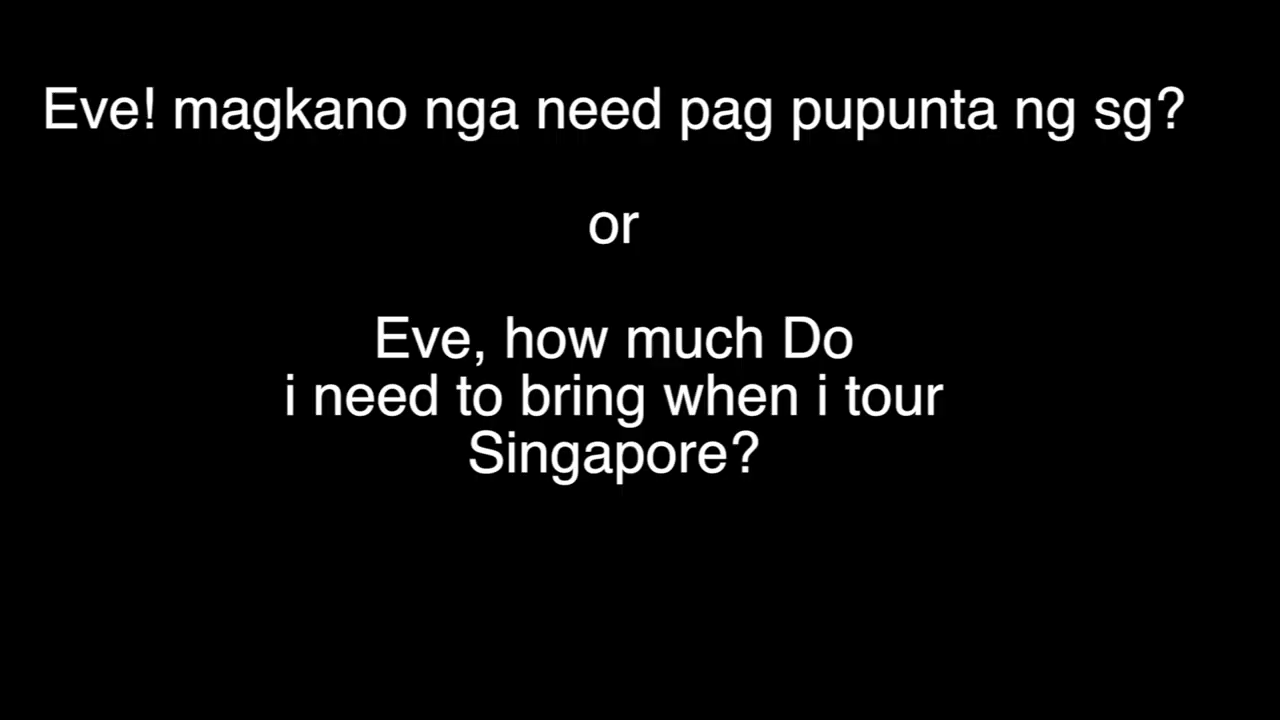 Eve! magkano nga need pag pupunta ng sg?
or
Eve, how much Do
i need to bring when i tour
Singapore?